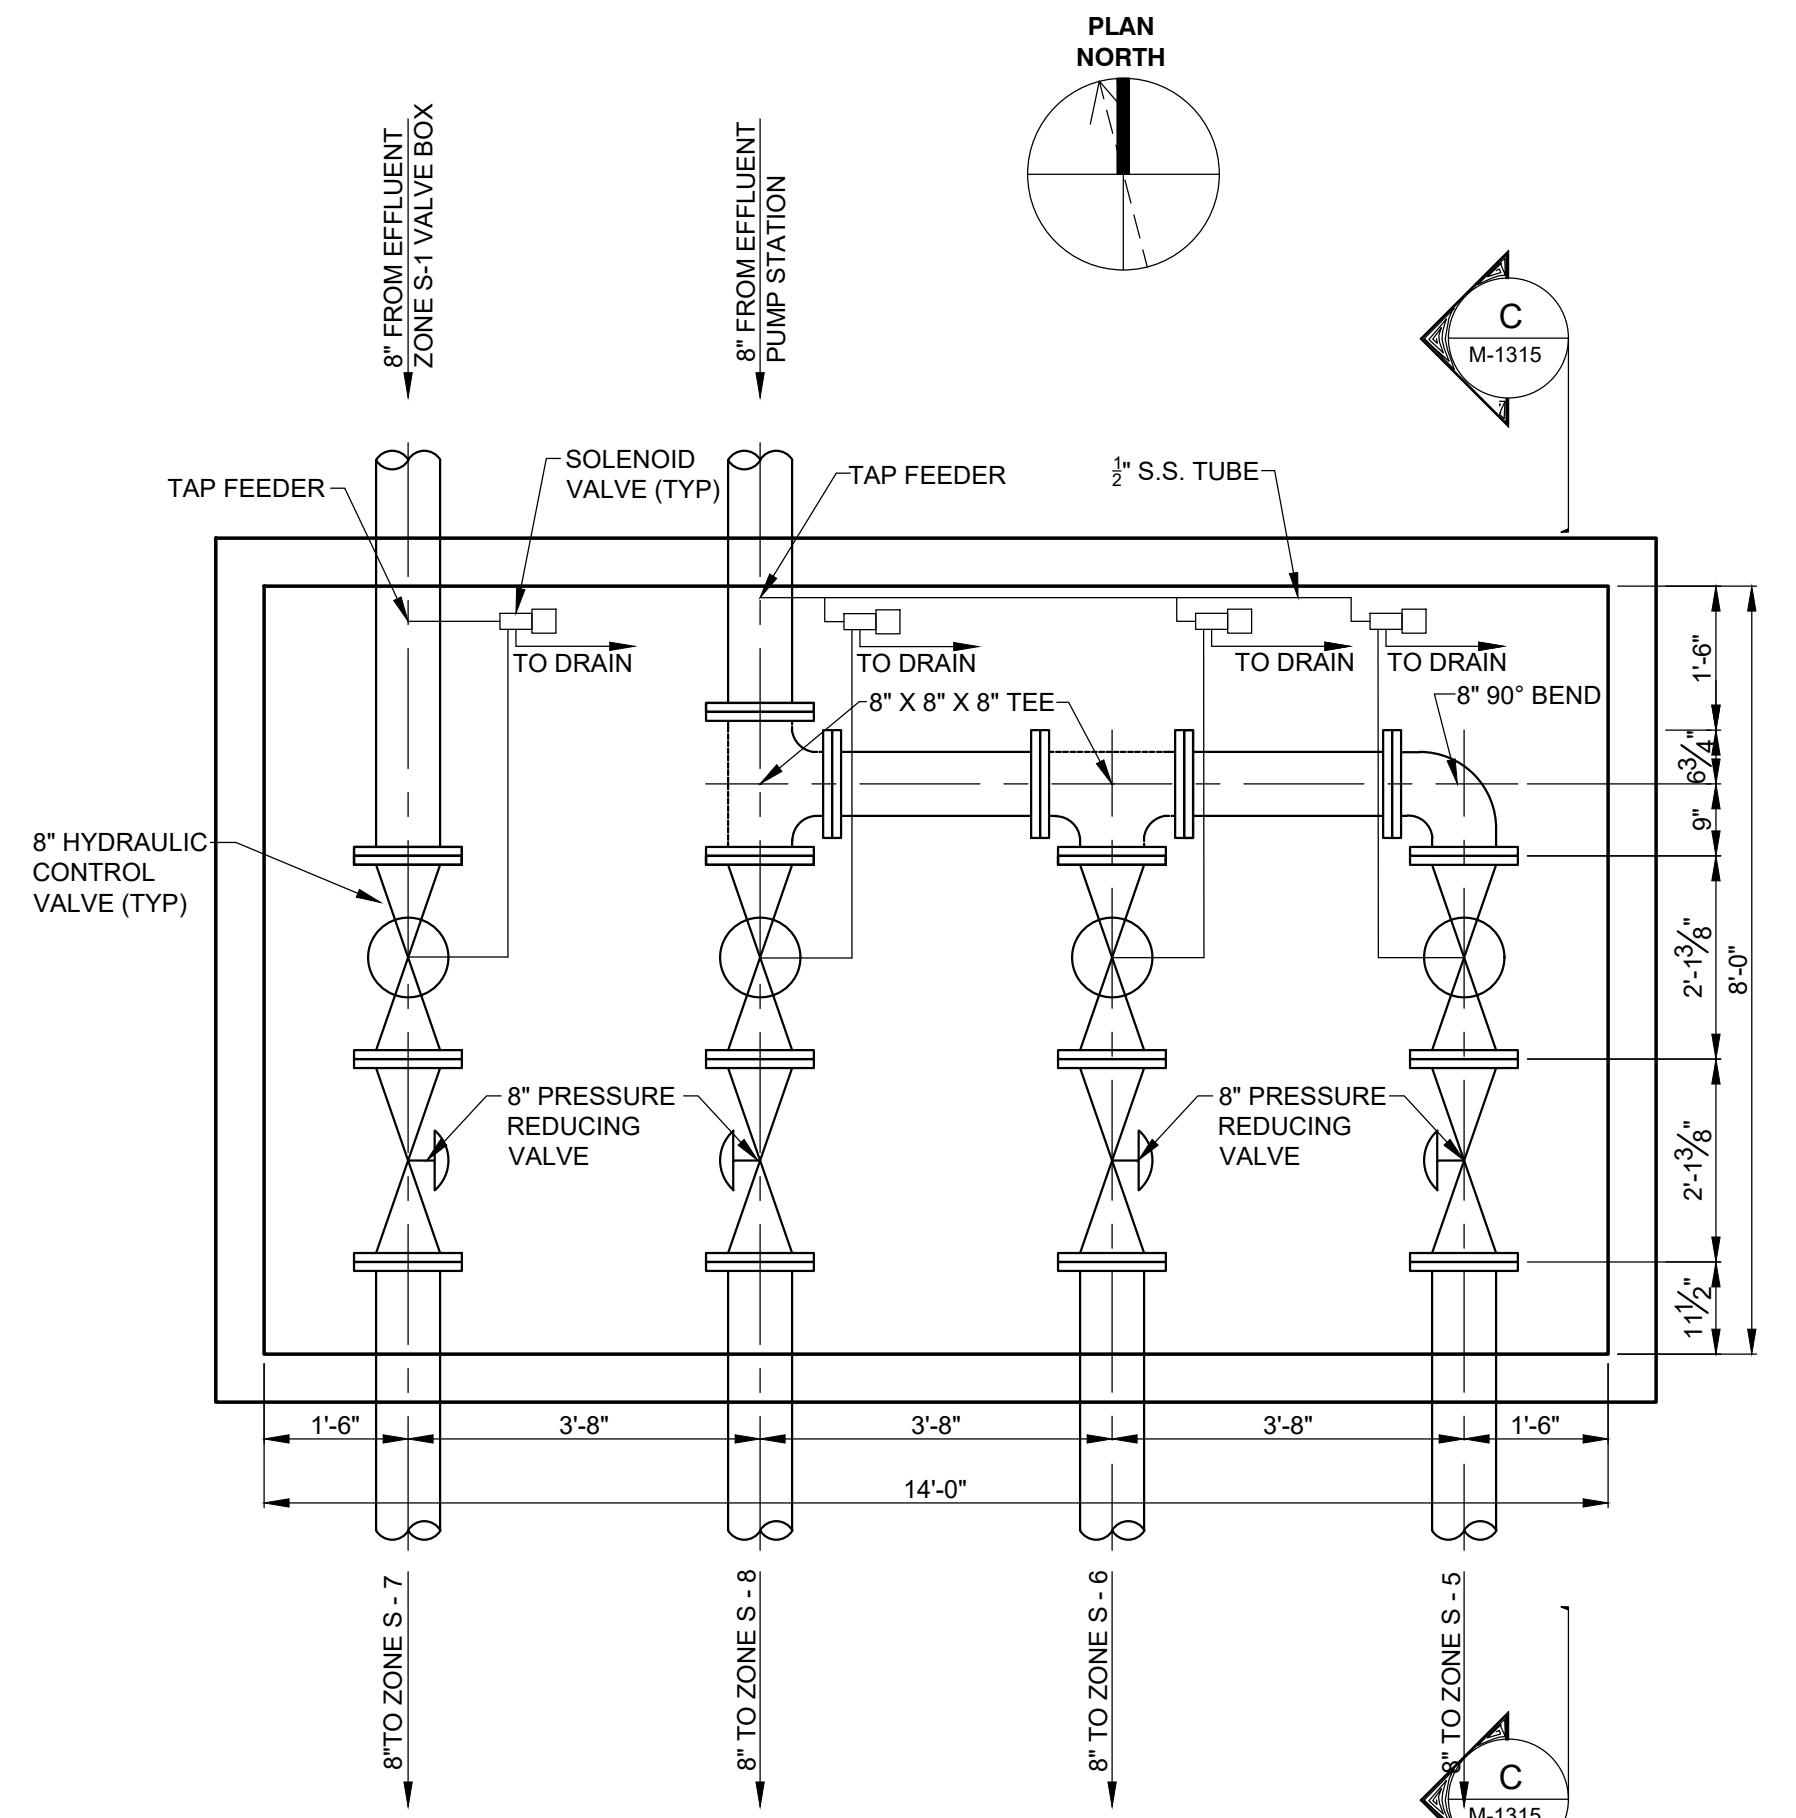 PLAN
NORTH
8" FROM EFFLUENT
ZONE S-1 VALVE BOX
8" FROM EFFLUENT
PUMP STATION
C
M-1315
TAP FEEDER
SOLENOID
VALVE (TYP)
TAP FEEDER
½" S.S. TUBE
TO DRAIN
TO DRAIN
TO DRAIN
TO DRAIN
8" X 8" X 8" TEE
8" 90° BEND
8" HYDRAULIC
CONTROL
VALVE (TYP)
8" PRESSURE
REDUCING
VALVE
8" PRESSURE
REDUCING
VALVE
1'-6"
6¾"
9"
2'-1⅜"
2'-1⅜"
11½"
8'-0"
1'-6"
3'-8"
3'-8"
3'-8"
1'-6"
14'-0"
8"TO ZONE S - 7
8" TO ZONE S - 8
8" TO ZONE S - 6
8" TO ZONE S - 5
C
M-1315